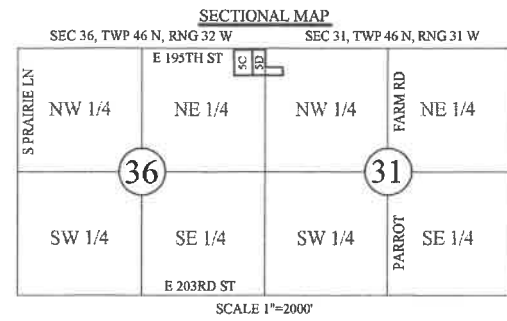 SECTIONAL MAP
SEC 36, TWP 46 N, RNG 32 W
SEC 31, TWP 46 N, RNG 31 W
E 195TH ST
5C
5D
S PRAIRIE LN
NW 1/4
NE 1/4
NW 1/4
FARM RD
NE 1/4
36
31
SW 1/4
SE 1/4
SW 1/4
PARROT
SE 1/4
E 203RD ST
SCALE 1"=2000'